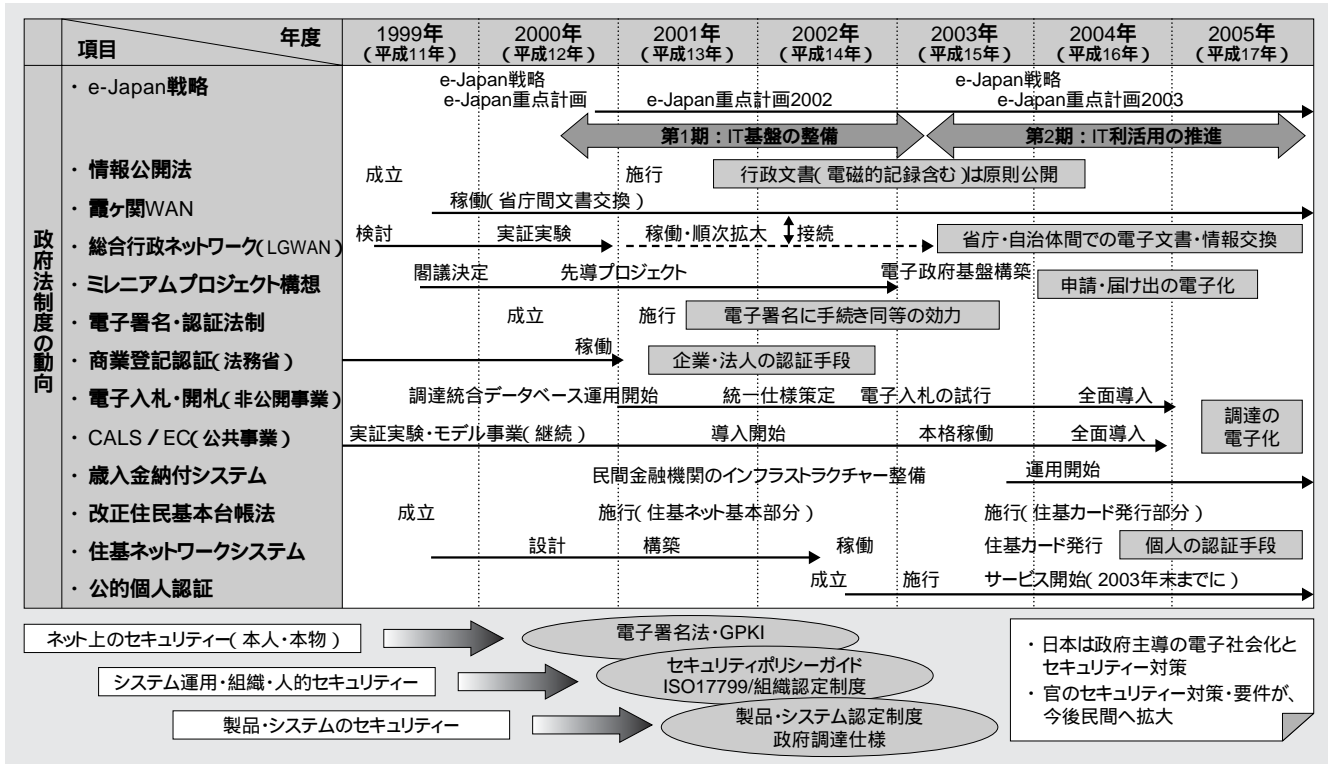 項目 年度
1999年 2000年 2001年 2002年 2003年 2004年 2005年
(平成11年) (平成12年) (平成13年) (平成14年) (平成15年) (平成16年) (平成17年)
政府法制度の動向
・ e-Japan戦略
e-Japan戦略 e-Japan戦略
e-Japan重点計画 e-Japan重点計画2002 e-Japan重点計画2003
第1期：IT基盤の整備 第2期：IT利活用の推進
・ 情報公開法 成立 施行 行政文書(電磁的記録含む)は原則公開
・ 霞ヶ関WAN 稼働(省庁間文書交換)
・ 総合行政ネットワーク(LGWAN) 検討 実証実験 稼働・順次拡大 接続 省庁・自治体間での電子文書・情報交換
・ ミレニアムプロジェクト構想 閣議決定 先導プロジェクト 電子政府基盤構築 申請・届け出の電子化
・ 電子署名・認証法制 成立 施行 電子署名に手続き同等の効力
・ 商業登記認証(法務省) 稼働 企業・法人の認証手段
・ 電子入札・開札(非公開事業) 調達統合データベース運用開始 統一仕様策定 電子入札の試行 全面導入
・ CALS／EC(公共事業) 実証実験・モデル事業(継続) 導入開始 本格稼働 全面導入
調達の
電子化
・ 歳入金納付システム 民間金融機関のインフラストラクチャー整備 運用開始
・ 改正住民基本台帳法 成立 施行(住基ネット基本部分) 施行(住基カード発行部分)
・ 住基ネットワークシステム 設計 構築 稼働 住基カード発行 個人の認証手段
・ 公的個人認証 成立 施行 サービス開始(2003年末までに)
ネット上のセキュリティー(本人・本物) 電子署名法・GPKI
システム運用・組織・人的セキュリティー
セキュリティポリシーガイド
ISO17799/組織認定制度
製品・システムのセキュリティー
製品・システム認定制度
政府調達仕様
・ 日本は政府主導の電子社会化と
セキュリティー対策
・ 官のセキュリティー対策・要件が、
今後民間へ拡大